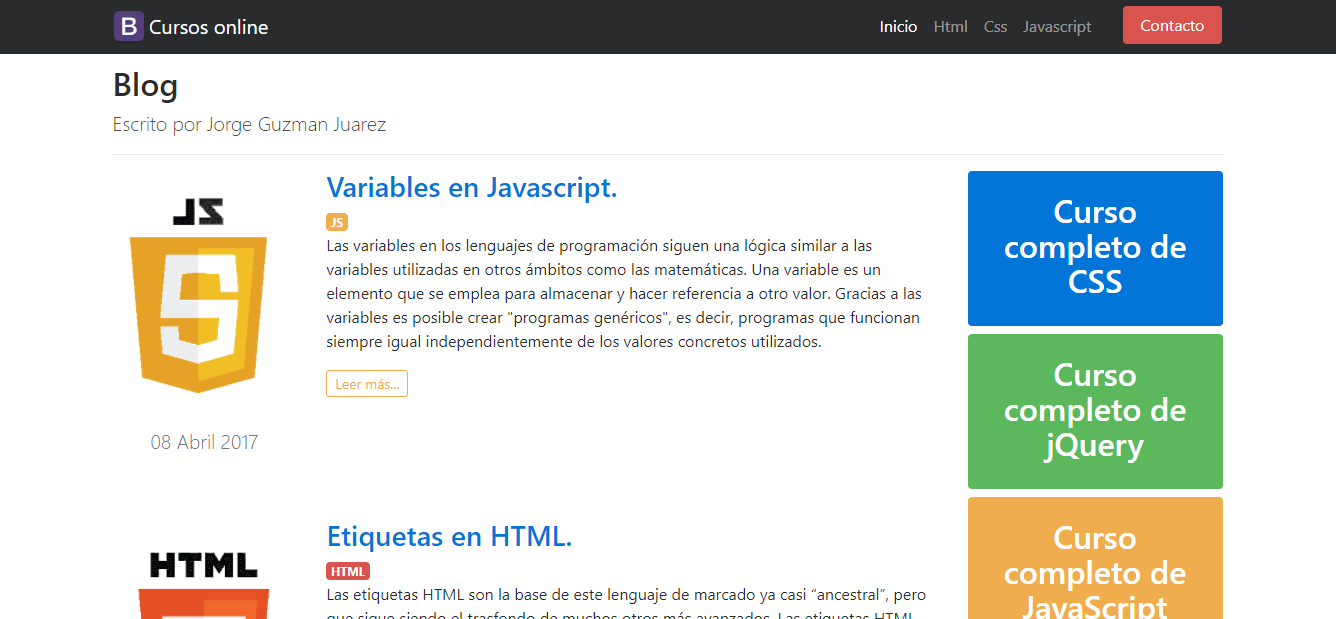 B Cursos online
Inicio Html Css Javascript Contacto
Blog
Escrito por Jorge Guzman Juarez
JS
5
08 Abril 2017
Variables en Javascript.
JS
Las variables en los lenguajes de programación siguen una lógica similar a las
variables utilizadas en otros ámbitos como las matemáticas. Una variable es un
elemento que se emplea para almacenar y hacer referencia a otro valor. Gracias a las
variables es posible crear "programas genéricos", es decir, programas que funcionan
siempre igual independientemente de los valores concretos utilizados.
Leer más...
HTML
Etiquetas en HTML.
HTML
Las etiquetas HTML son la base de este lenguaje de marcado ya casi “ancestral”, pero
que sigue siendo el trasfondo de muchos otros más avanzados. Las etiquetas HTML
Curso
completo de
CSS
Curso
completo de
jQuery
Curso
completo de
JavaScript